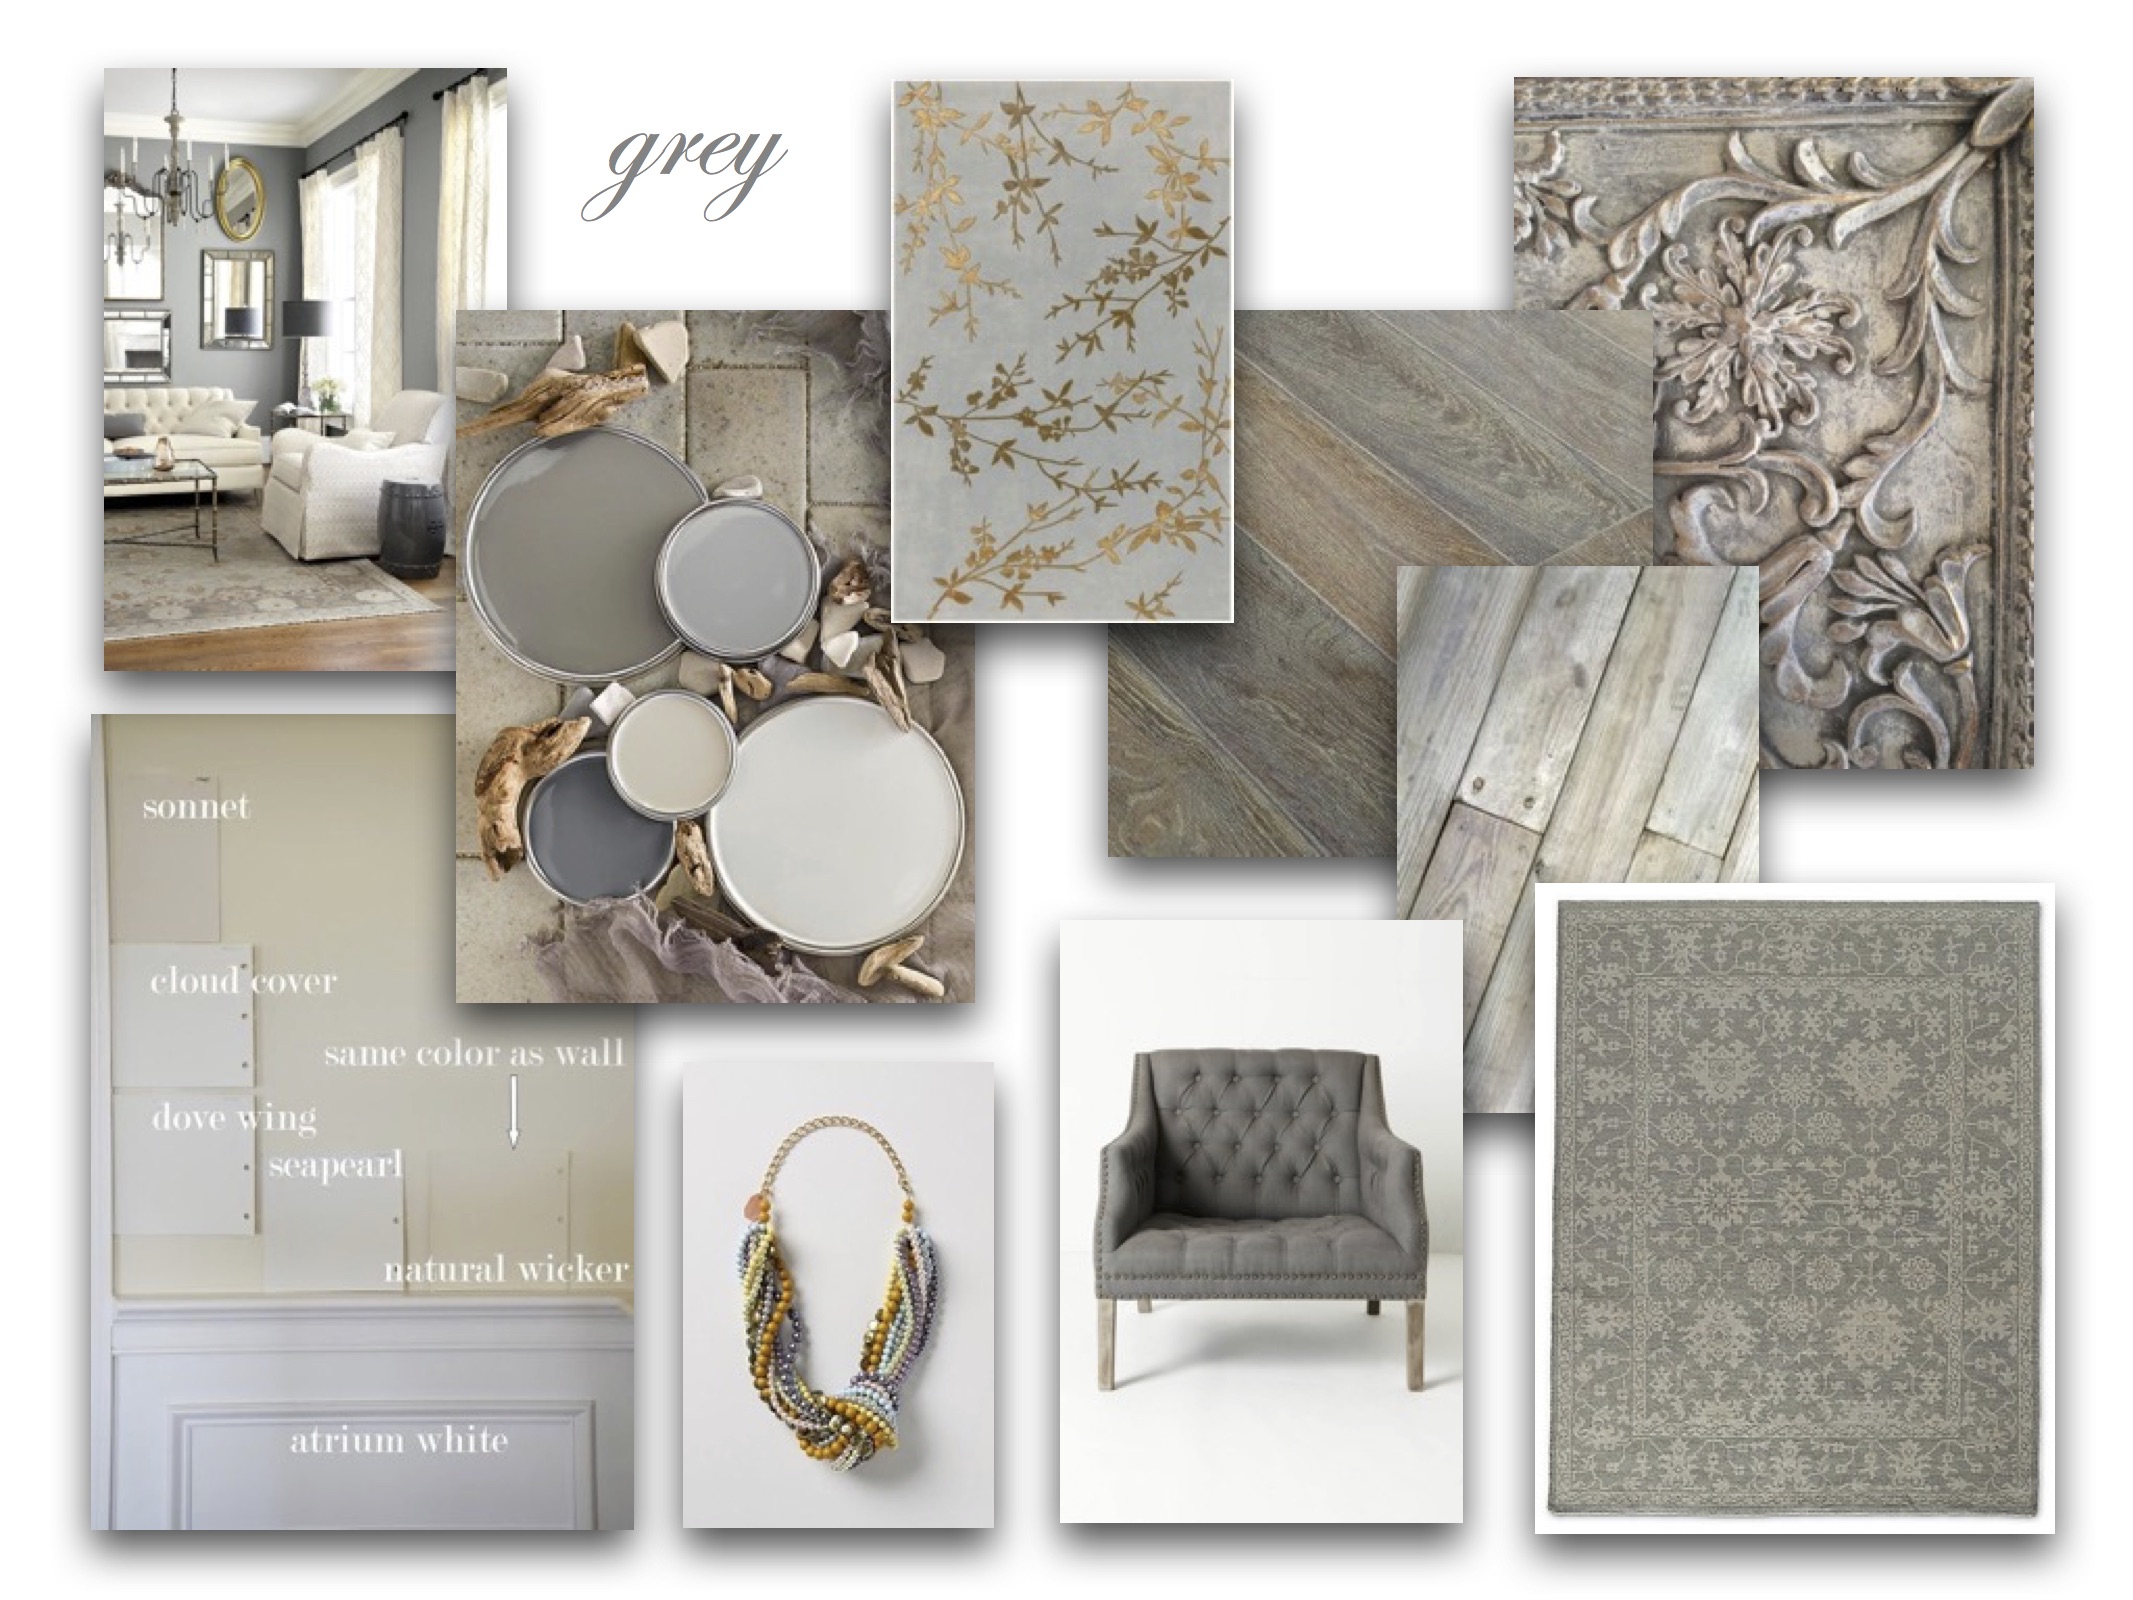 grey
sonnet
cloud cover
same color as wall
dove wing
seapearl
natural wicker
atrium white